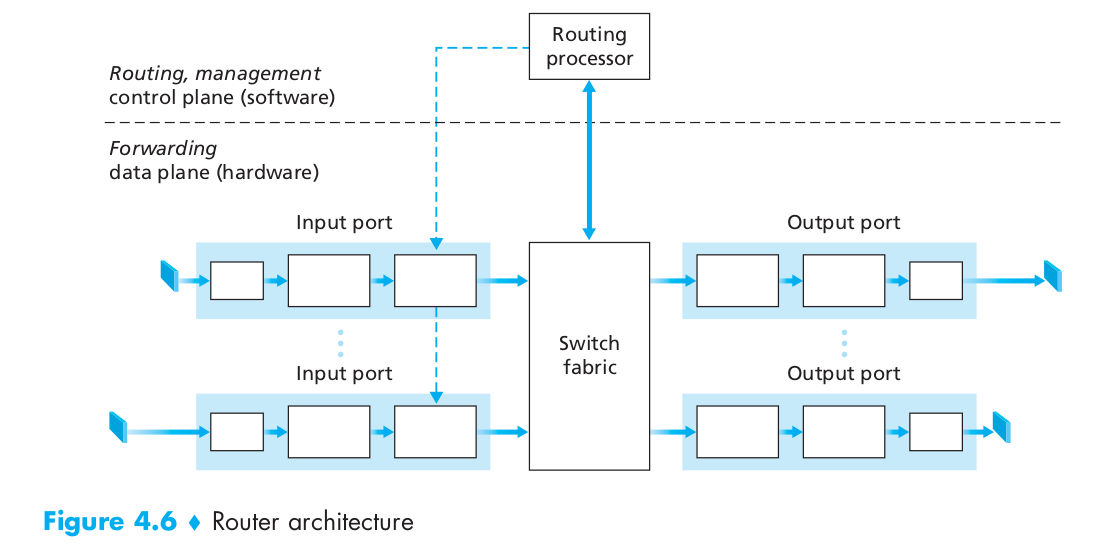 Routing
processor
Routing, management
control plane (software)
Forwarding
data plane (hardware)
Input port
Output port
Switch
fabric
Input port
Output port
Figure 4.6 ♦ Router architecture